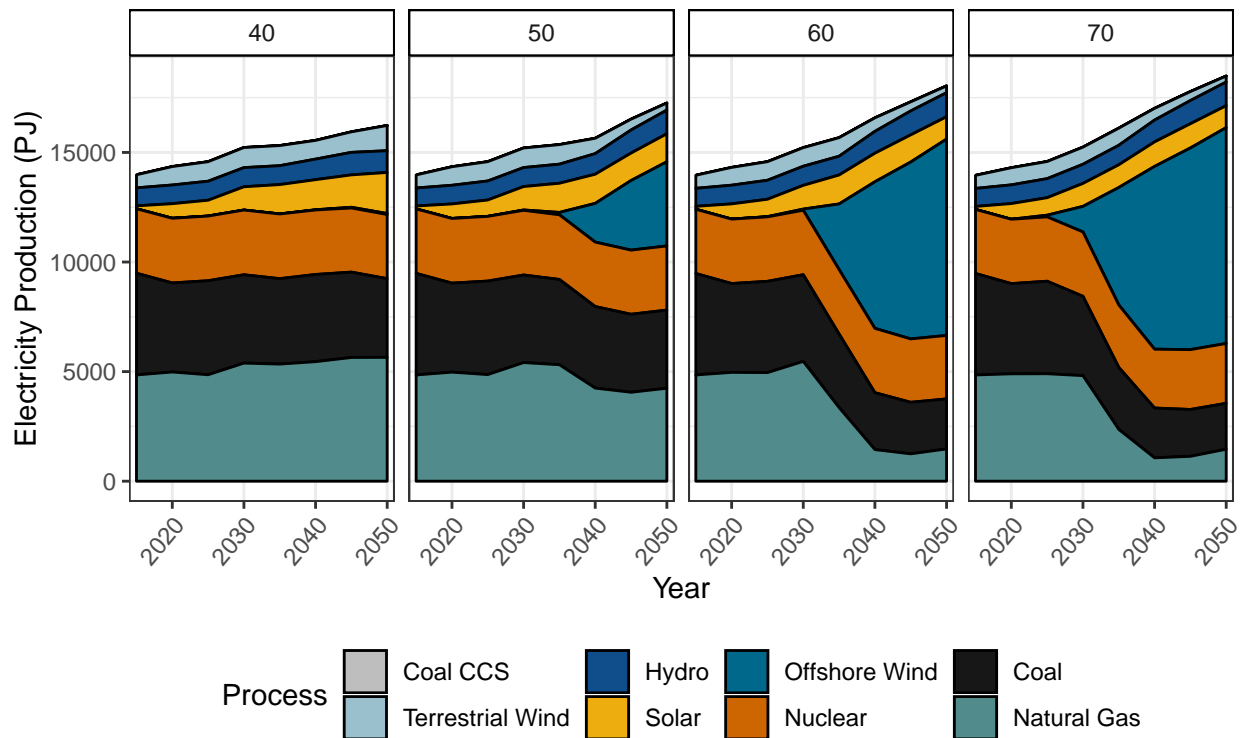 40 50 60 70
Electricity Production (PJ)
15000
10000
5000
0
2020 2030 2040 2050 2020 2030 2040 2050 2020 2030 2040 2050 2020 2030 2040 2050
Year
Process
Coal CCS Hydro Offshore Wind Coal
Terrestrial Wind Solar Nuclear Natural Gas